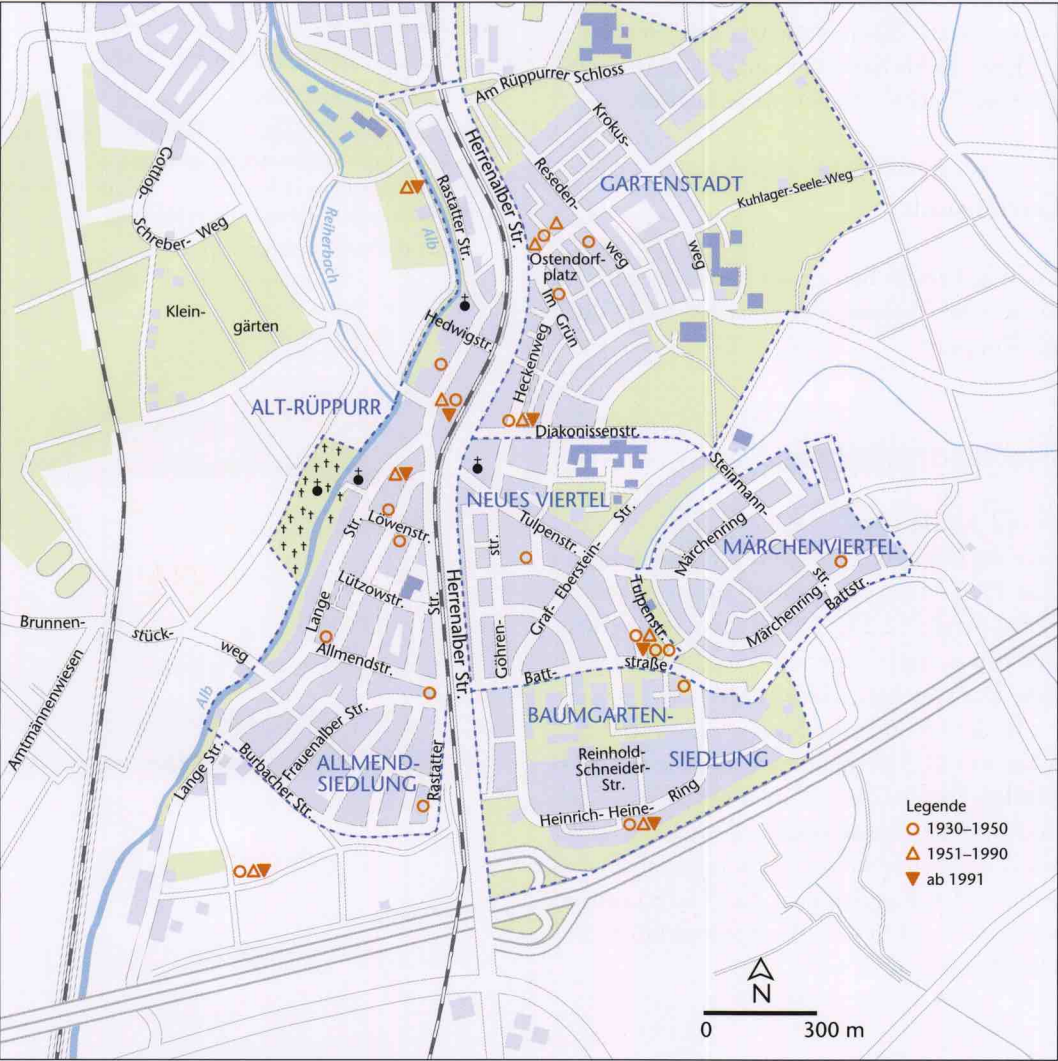 Am Rüppurrer Schloss
Krokus-
weg
Gottlob-
Schreber- Weg
Herrenalber Str.
Rastatter Str.
Reseden-
weg
GARTENSTADT
Kuhlager-Seele-Weg
Reiherbach
Alb
Ostendorf-
platz
Im Grün
Klein-
gärten
Hedwigstr.
Heckenweg
ALT-RÜPPURR
Diakonissenstr.
Steinmann-
str.
NEUES VIERTEL
Tulpenstr.
Löwenstr.
Lange
Str.
Göhren-
str.
Graf- Eberstein-
Str.
Märchenring
MÄRCHENVIERTEL
Märchenring
Battstr.
Lützowstr.
Str.
Herrenalber Str.
Tulpenstr.
Brunnen-
stück-
weg
Allmendstr.
Batt-
straße
Amtmännenwiesen
Alb
BAUMGARTEN-
SIEDLUNG
Frauenalber Str.
Burbacher Str.
Lange Str.
ALLMEND-
SIEDLUNG
Rastatter
Reinhold-
Schneider-
Str.
Heinrich- Heine- Ring
Legende
1930–1950
1951–1990
ab 1991
N
0 300 m